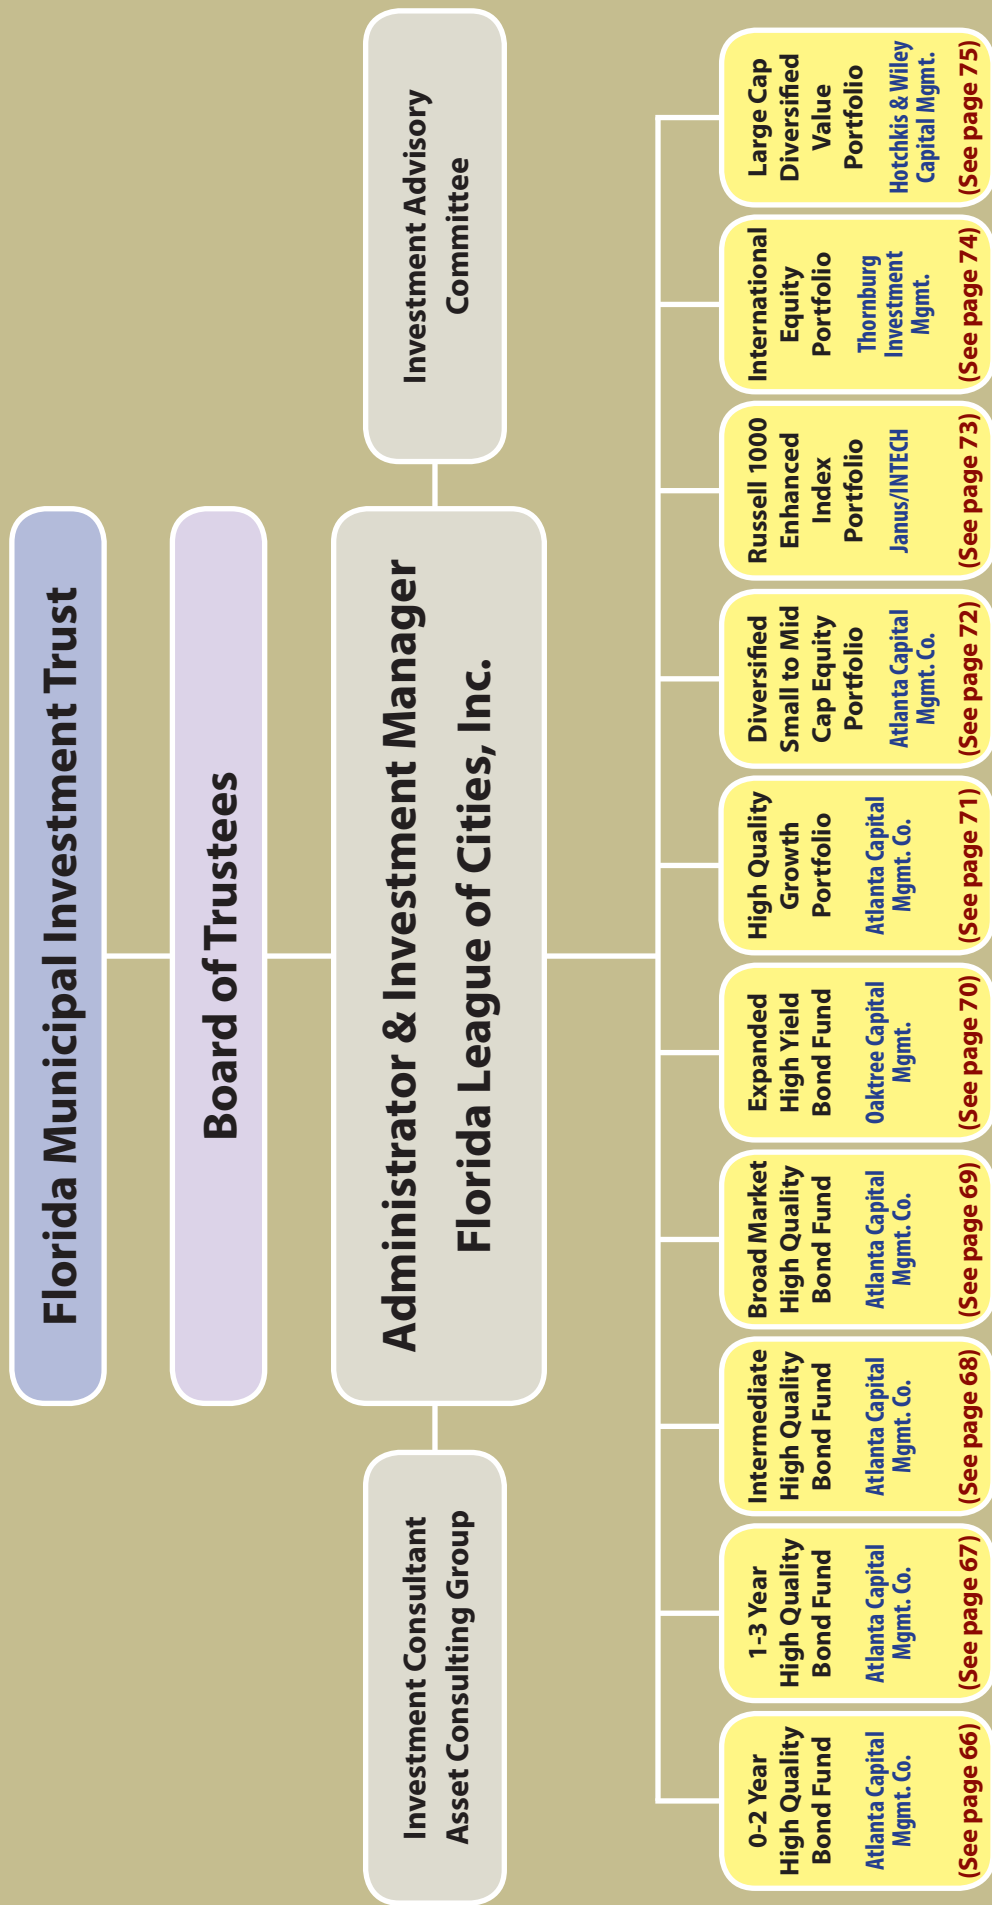 Florida Municipal Investment Trust
Board of Trustees
Investment Consultant
Asset Consulting Group
Administrator & Investment Manager
Florida League of Cities, Inc.
Investment Advisory
Committee
0-2 Year
High Quality
Bond Fund
Atlanta Capital
Mgmt. Co.
(See page 66)
1-3 Year
High Quality
Bond Fund
Atlanta Capital
Mgmt. Co.
(See page 67)
Intermediate
High Quality
Bond Fund
Atlanta Capital
Mgmt. Co.
(See page 68)
Broad Market
High Quality
Bond Fund
Atlanta Capital
Mgmt. Co.
(See page 69)
Expanded
High Yield
Bond Fund
Oaktree Capital
Mgmt.
(See page 70)
High Quality
Growth
Portfolio
Atlanta Capital
Mgmt. Co.
(See page 71)
Diversified
Small to Mid
Cap Equity
Portfolio
Atlanta Capital
Mgmt. Co.
(See page 72)
Russell 1000
Enhanced
Index
Portfolio
Janus/INTECH
(See page 73)
International
Equity
Portfolio
Thornburg
Investment
Mgmt.
(See page 74)
Large Cap
Diversified
Value
Portfolio
Hotchkis & Wiley
Capital Mgmt.
(See page 75)